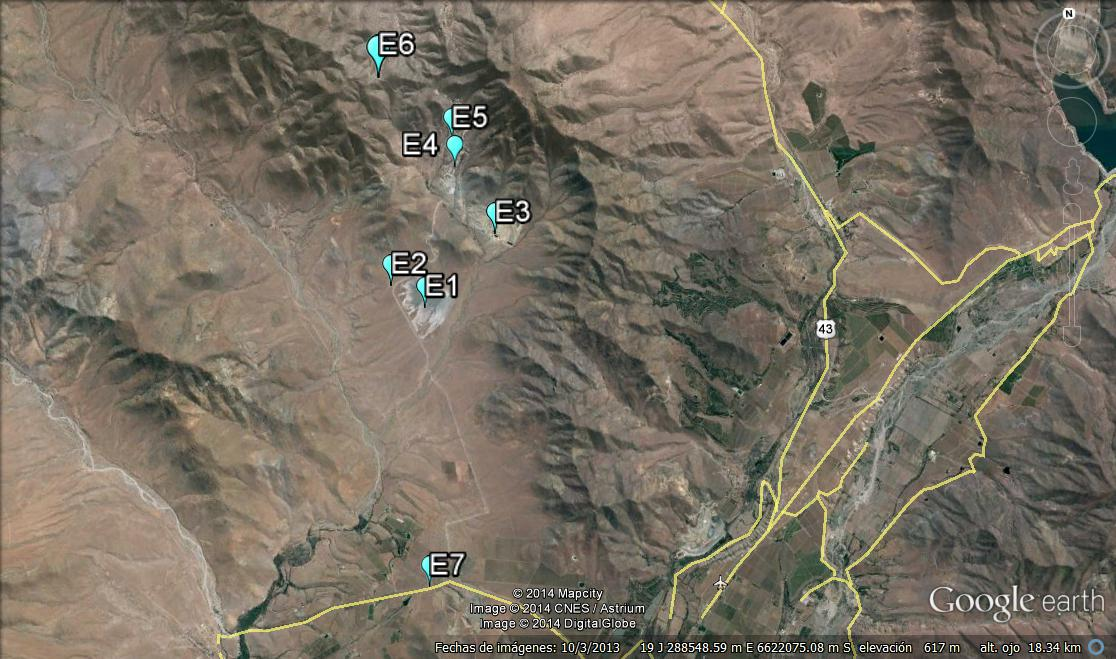 N
E6
E5
E4
E3
E2
E1
43
E7
© 2014 Mapcity
Image © 2014 CNES / Astrium
Image © 2014 DigitalGlobe
Google earth
Fechas de imágenes: 10/3/2013 19 J 288548.59 m E 6622075.08 m S elevación 617 m alt. ojo 18.34 km